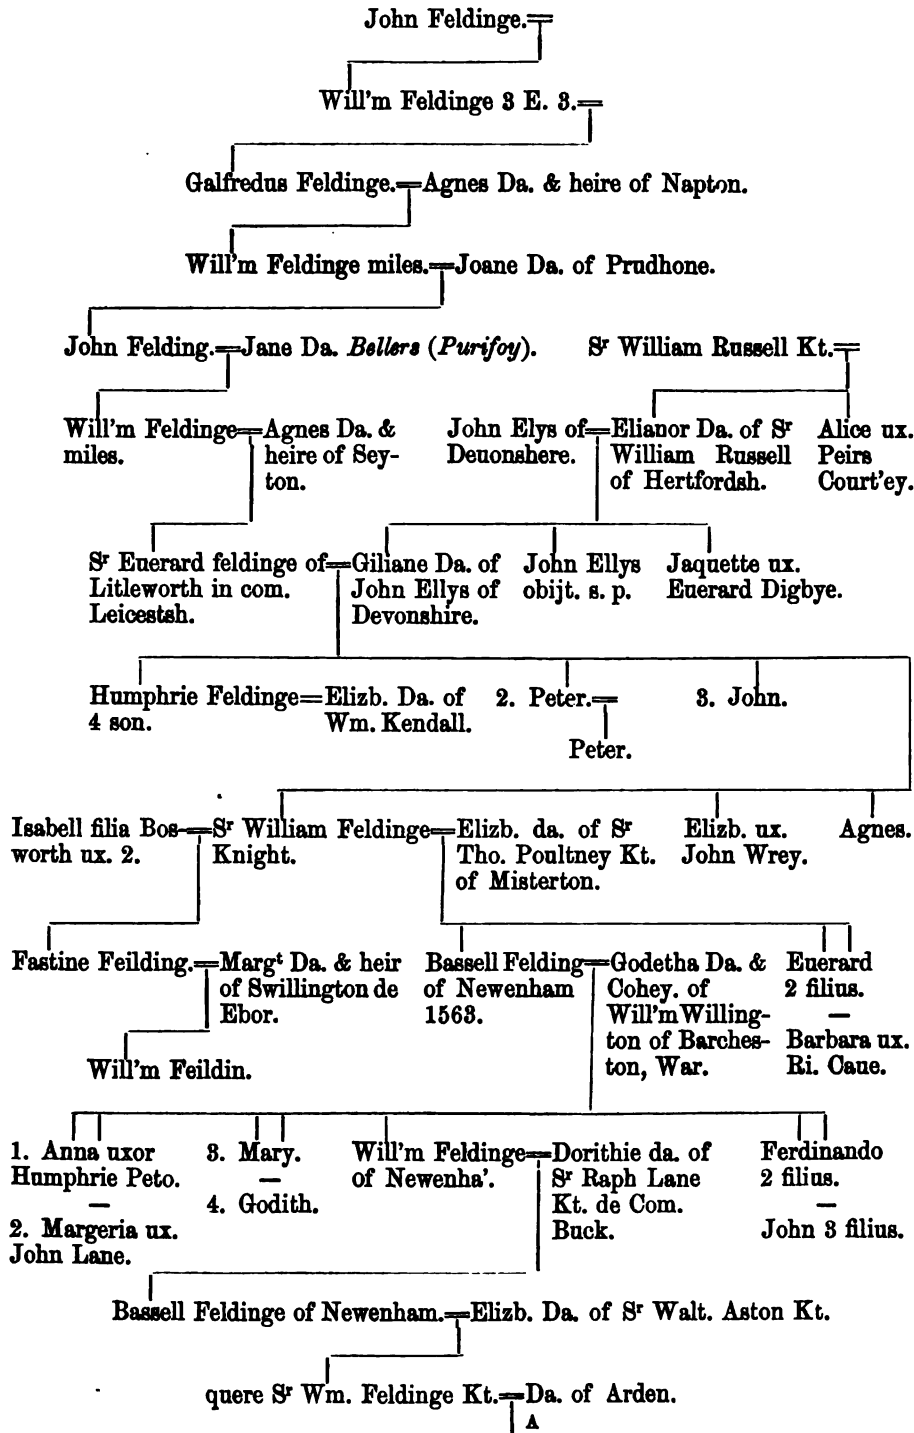 John Feldinge.
Will'm Feldinge 3 E. 3.
Galfredus Feldinge.
Agnes Da. & heire of Napton.
Will'm Feldinge miles.
Joane Da. of Prudhone.
John Felding.
Jane Da. Bellers (Purifoy).
Sr William Russell Kt.
Will'm Feldinge
miles.
Agnes Da. &
heire of Sey-
ton.
John Elys of
Deuonshere.
Elianor Da. of Sr
William Russell
of Hertfordsh.
Alice ux.
Peirs
Court'ey.
Sr Euerard feldinge of
Litleworth in com.
Leicestsh.
Giliane Da. of
John Ellys of
Devonshire.
John Ellys
obijt. s. p.
Jaquette ux.
Euerard Digbye.
Humphrie Feldinge
4 son.
Elizb. Da. of
Wm. Kendall.
2. Peter.
Peter.
3. John.
Isabell filia Bos-
worth ux. 2.
Sr William Feldinge
Knight.
Elizb. da. of Sr
Tho. Poultney Kt.
of Misterton.
Elizb. ux.
John Wrey.
Agnes.
Fastine Feilding.
Margt Da. & heir
of Swillington de
Ebor.
Will'm Feildin.
Bassell Felding
of Newenham
1563.
Godetha Da. &
Cohey. of
Will'm Willing-
ton of Barches-
ton, War.
Euerard
2 filius.
—
Barbara ux.
Ri. Caue.
1. Anna uxor
Humphrie Peto.
—
2. Margeria ux.
John Lane.
3. Mary.
—
4. Godith.
Will'm Feldinge
of Newenha'.
Dorithie da. of
Sr Raph Lane
Kt. de Com.
Buck.
Ferdinando
2 filius.
—
John 3 filius.
Bassell Feldinge of Newenham.
Elizb. Da. of Sr Walt. Aston Kt.
quere Sr Wm. Feldinge Kt.
Da. of Arden.
A